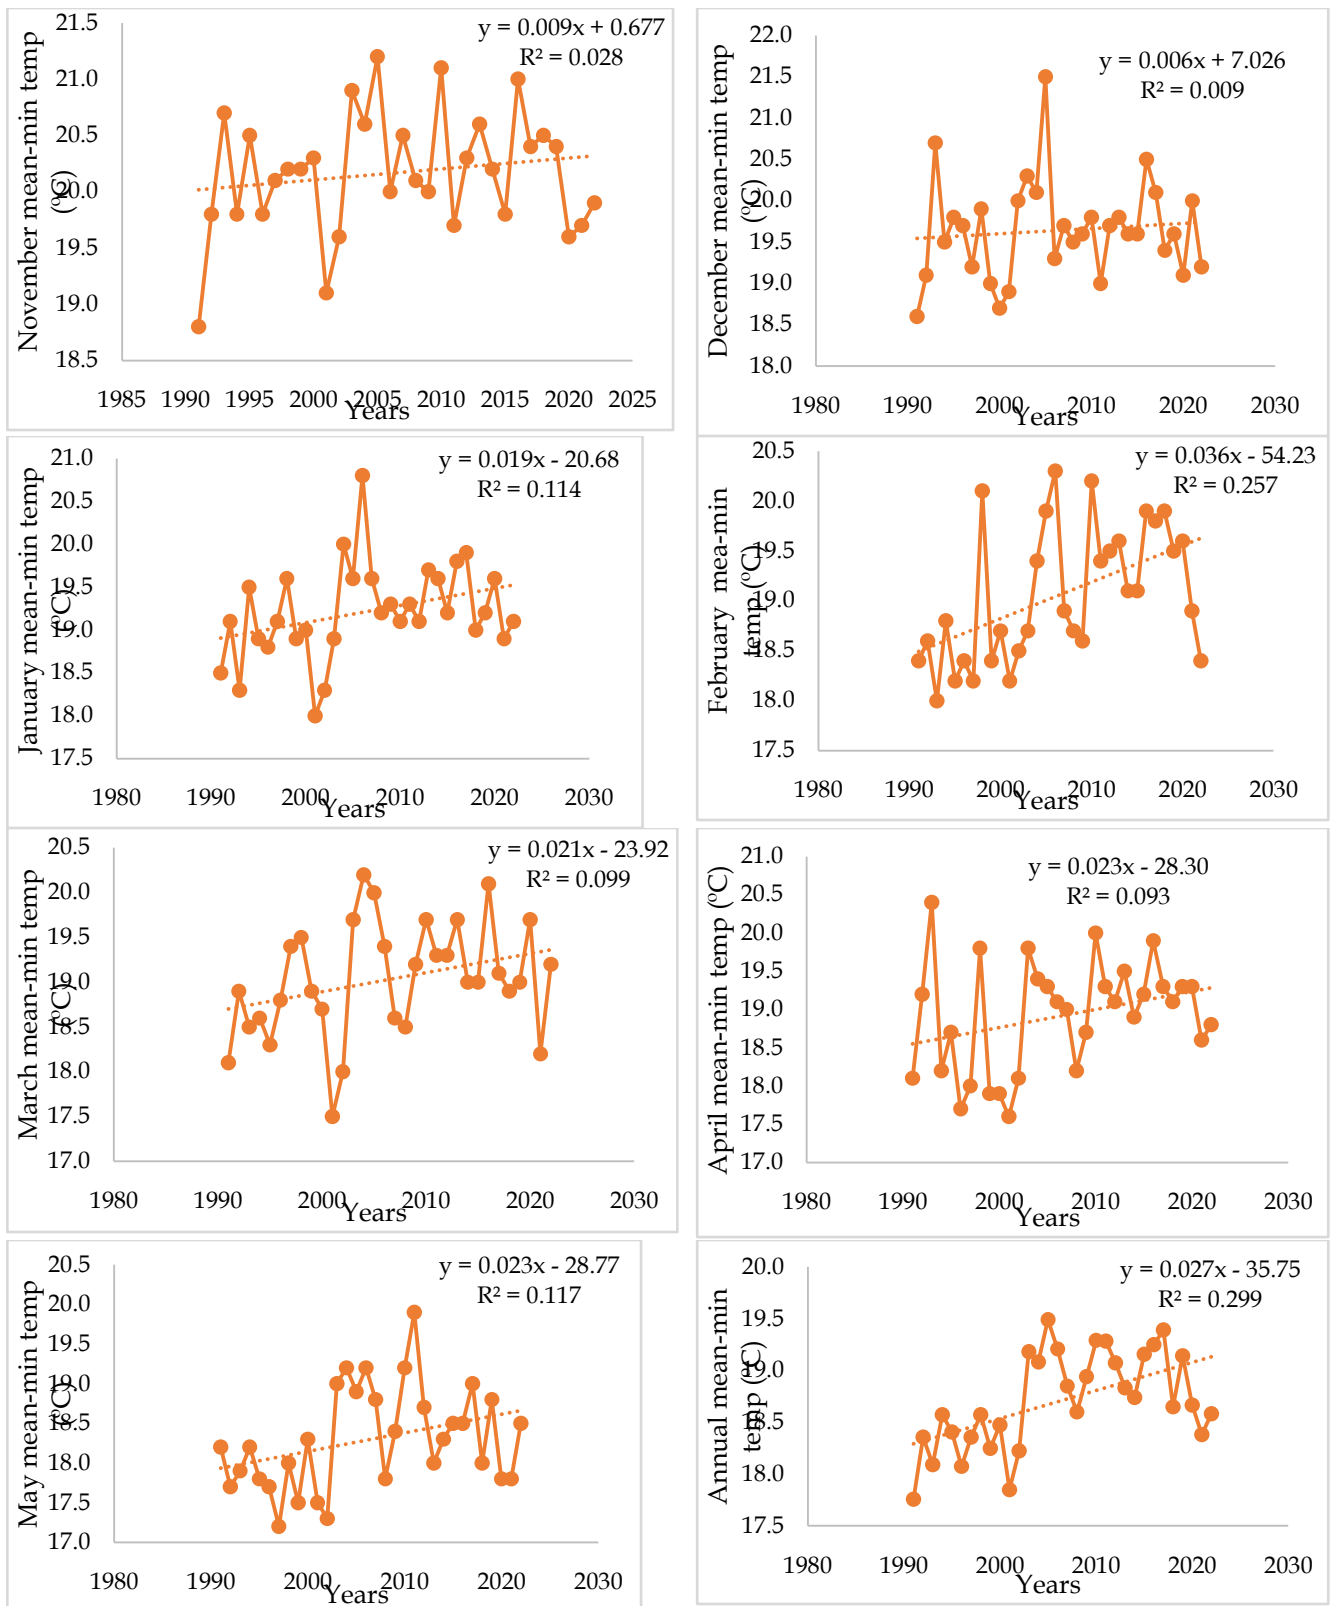 November mean-min temp
(ºC)
21.5
21.0
20.5
20.0
19.5
19.0
18.5
y = 0.009x + 0.677
R² = 0.028
1985 1990 1995 2000 2005 2010 2015 2022 2025
Years
December mean-min temp
(ºC)
22.0
21.5
21.0
20.5
20.0
19.5
19.0
18.5
18.0
y = 0.006x + 7.026
R² = 0.009
1980 1990 2000 2010 2020 2030
Years
January mean-min temp
(ºC)
21.0
20.5
20.0
19.5
19.0
18.5
18.0
17.5
y = 0.019x - 20.68
R² = 0.114
1980 1990 2000 2010 2020 2030
Years
February mea-min
temp (ºC)
20.5
20.0
19.5
19.0
18.5
18.0
17.5
y = 0.036x - 54.23
R² = 0.257
1980 1990 2000 2010 2020 2030
Years
March mean-min temp
(ºC)
20.5
20.0
19.5
19.0
18.5
18.0
17.5
17.0
y = 0.021x - 23.92
R² = 0.099
1980 1990 2000 2010 2020 2030
Years
April mean-min temp (ºC)
21.0
20.5
20.0
19.5
19.0
18.5
18.0
17.5
17.0
y = 0.023x - 28.30
R² = 0.093
1980 1990 2000 2010 2020 2030
Years
May mean-min temp
(ºC)
20.5
20.0
19.5
19.0
18.5
18.0
17.5
17.0
y = 0.023x - 28.77
R² = 0.117
1980 1990 2000 2010 2020 2030
Years
Annual mean-min
temp (ºC)
20.0
19.5
19.0
18.5
18.0
17.5
y = 0.027x - 35.75
R² = 0.299
1980 1990 2000 2010 2020 2030
Years